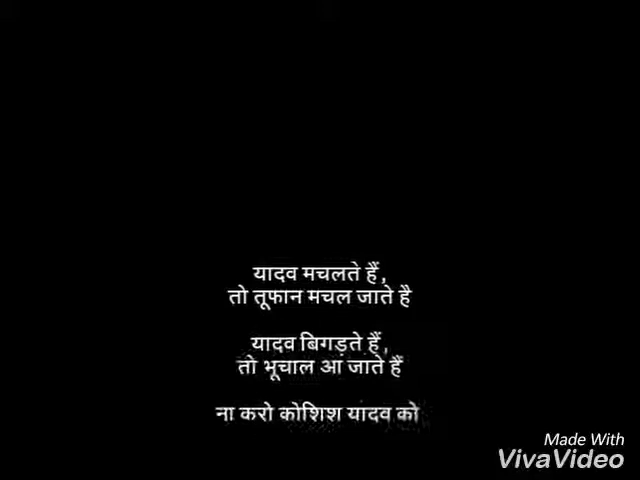 यादव मचलते हैं,
तो तूफान मचल जाते है
यादव बिगड़ते हैं,
तो भूचाल आ जाते हैं
ना करो कोशिश यादव को
Made With
VivaVideo